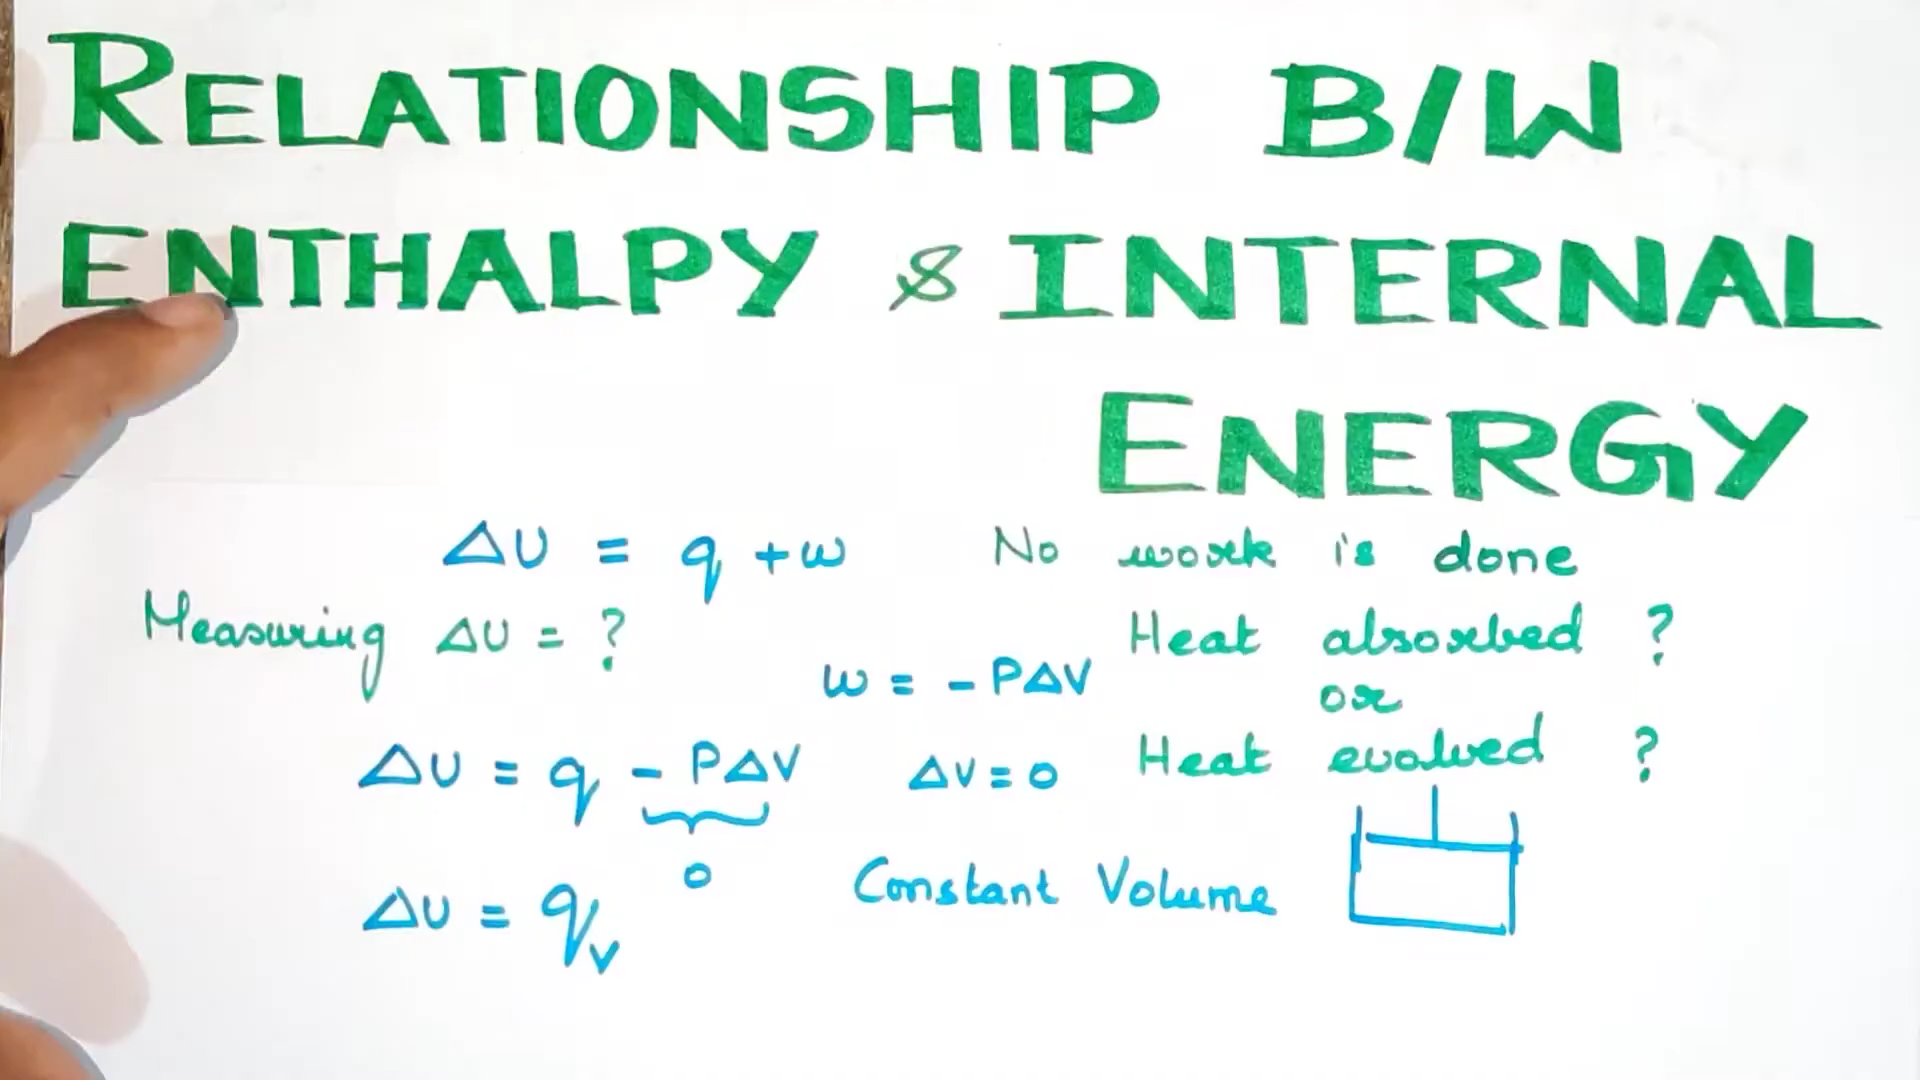 RELATIONSHIP B/W
ENTHALPY & INTERNAL
ENERGY
ΔU = q + w
No work is done
Measuring ΔU = ?
Heat absorbed ?
w = - PΔV
or
ΔU = q - PΔV
ΔV = 0
Heat evolved ?
0
ΔU = qv
Constant Volume